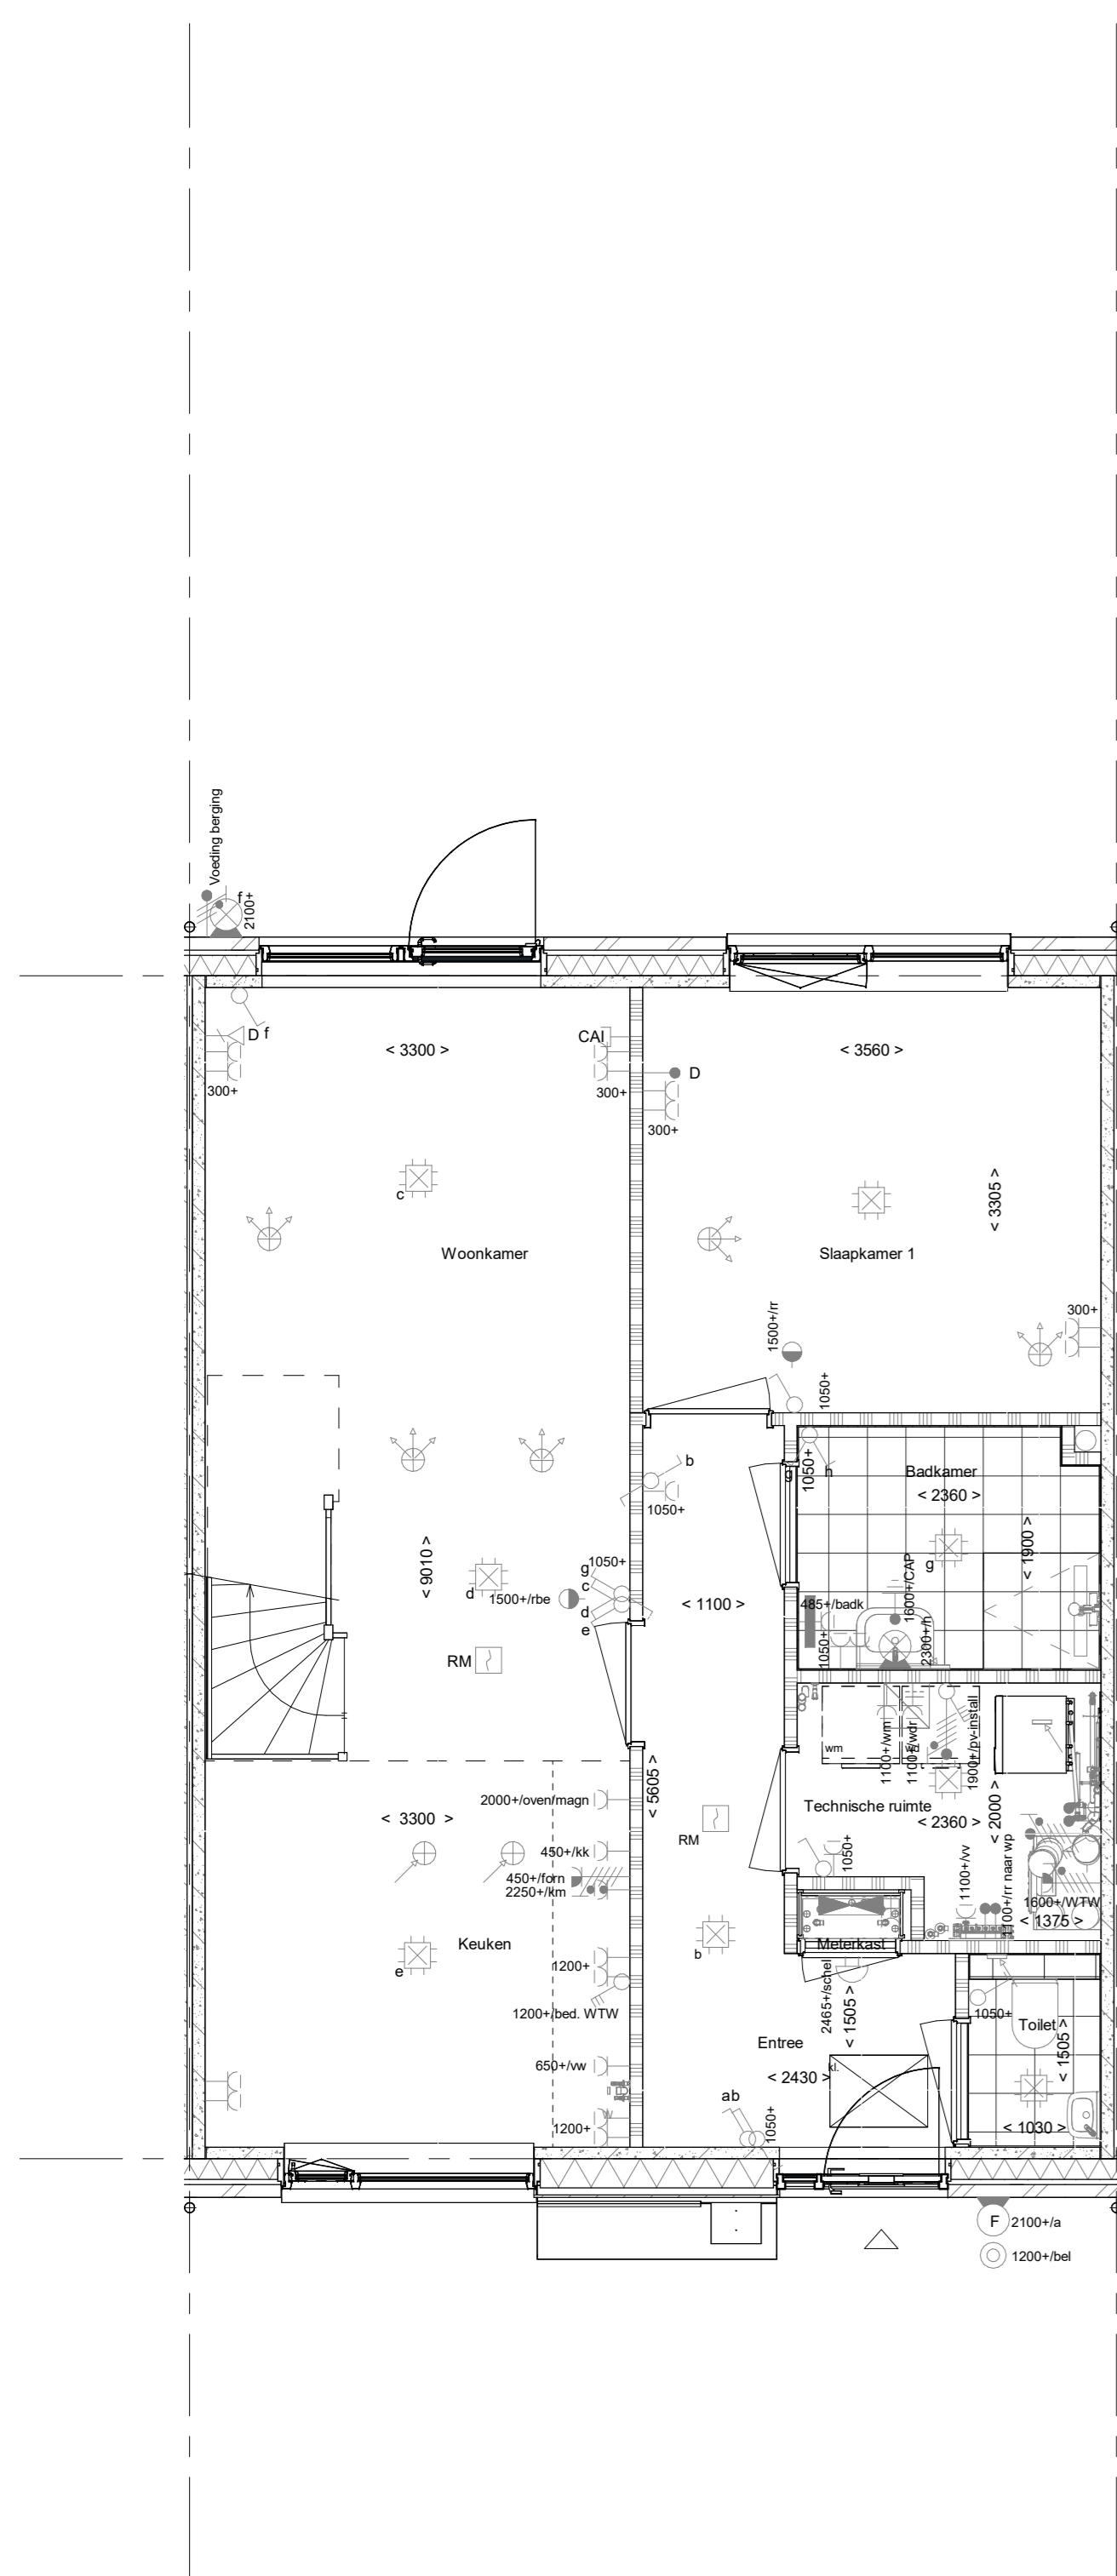 Voeding berging
f
2100+
D f
300+
< 3300 >
CAI
300+
D
300+
< 3560 >
c
Woonkamer
Slaapkamer 1
< 3305 >
300+
1500+/rr
1050+
b
1050+
g h
1050+
Badkamer
< 2360 >
< 1900 >
g
< 9010 >
d
1500+/rbe
1050+
g
c
d
e
< 1100 >
485+/badk
1600+/CAP
1050+
2300+/h
RM
wm
1100+/wm
1100+/wdr
1900+/pv-install
Technische ruimte
< 2360 >
< 2000 >
2000+/oven/magn
< 5605 >
< 3300 >
RM
450+/kk
450+/forn
2250+/km
1050+
1100+/vv
1100+/rr naar wp
1600+/WTW
< 1375 >
Keuken
e
b
Meterkast
1200+
1200+/bed. WTW
2465+/schel
< 1505 >
1050+
Toilet
< 1505 >
Entree
650+/vw
< 2430 >
kl.
ab
1050+
1200+
< 1030 >
F 2100+/a
1200+/bel